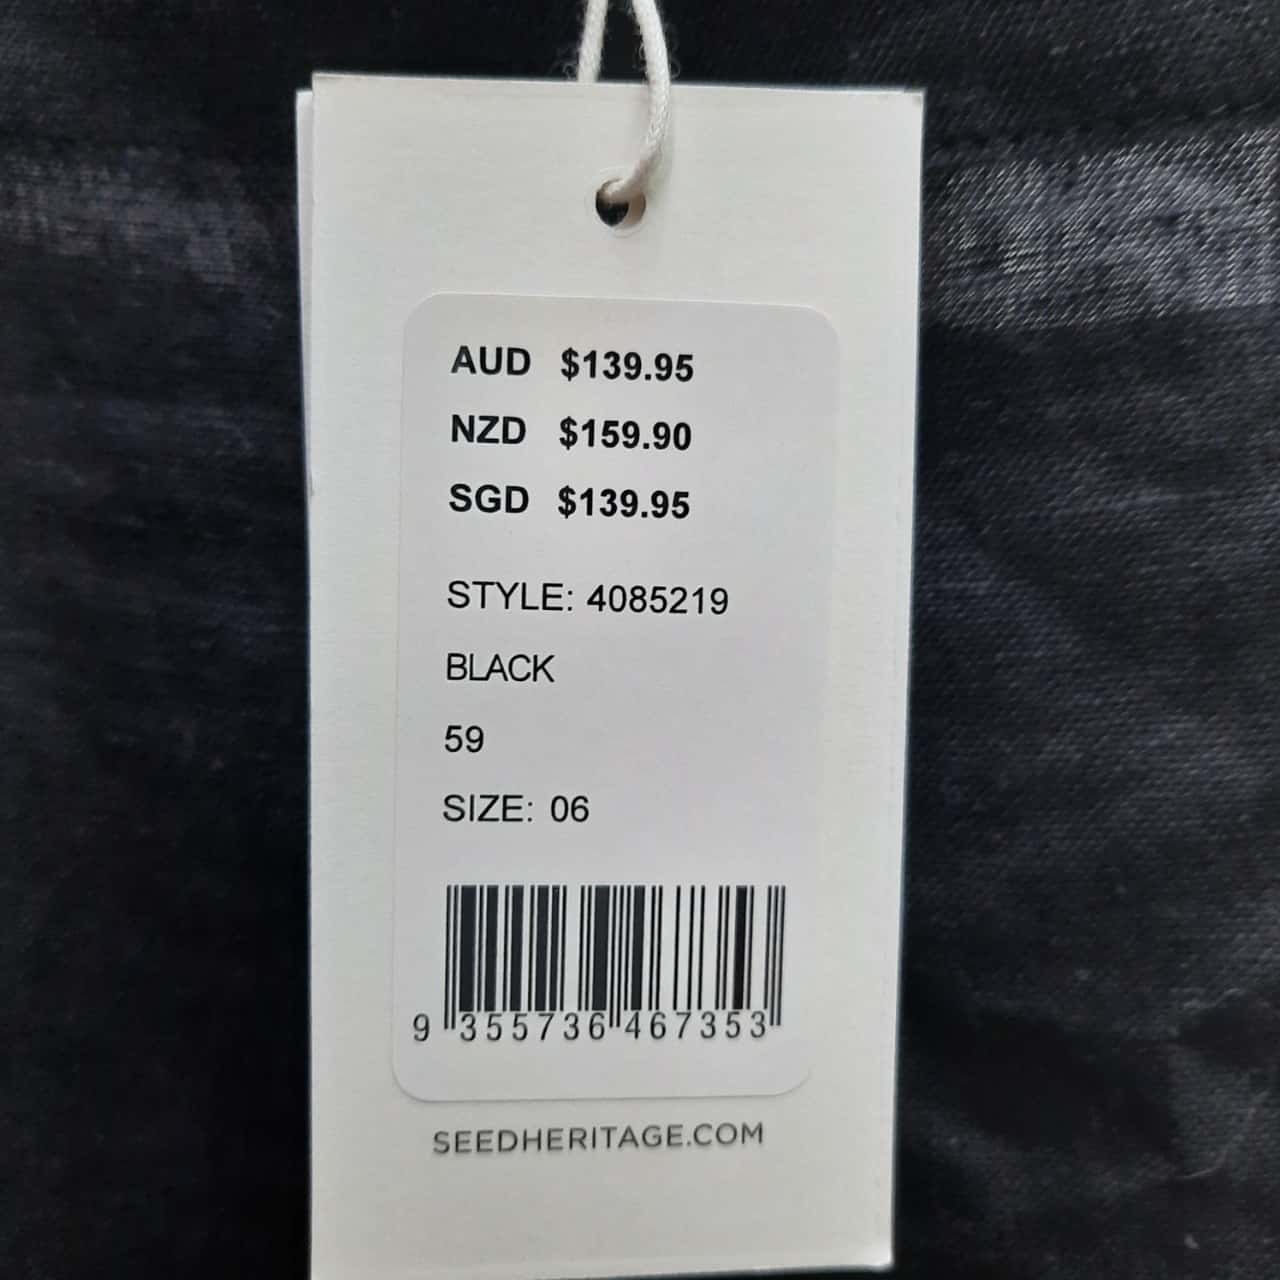 AUD $139.95
NZD $159.90
SGD $139.95
STYLE: 4085219
BLACK
59
SIZE: 06
9 355736 467353
SEEDHERITAGE.COM